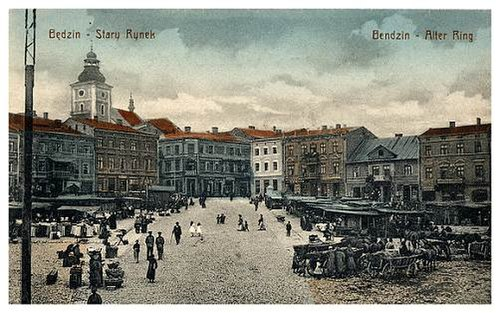 Będzin - Stary Rynek
Bendzin - Alter Ring.